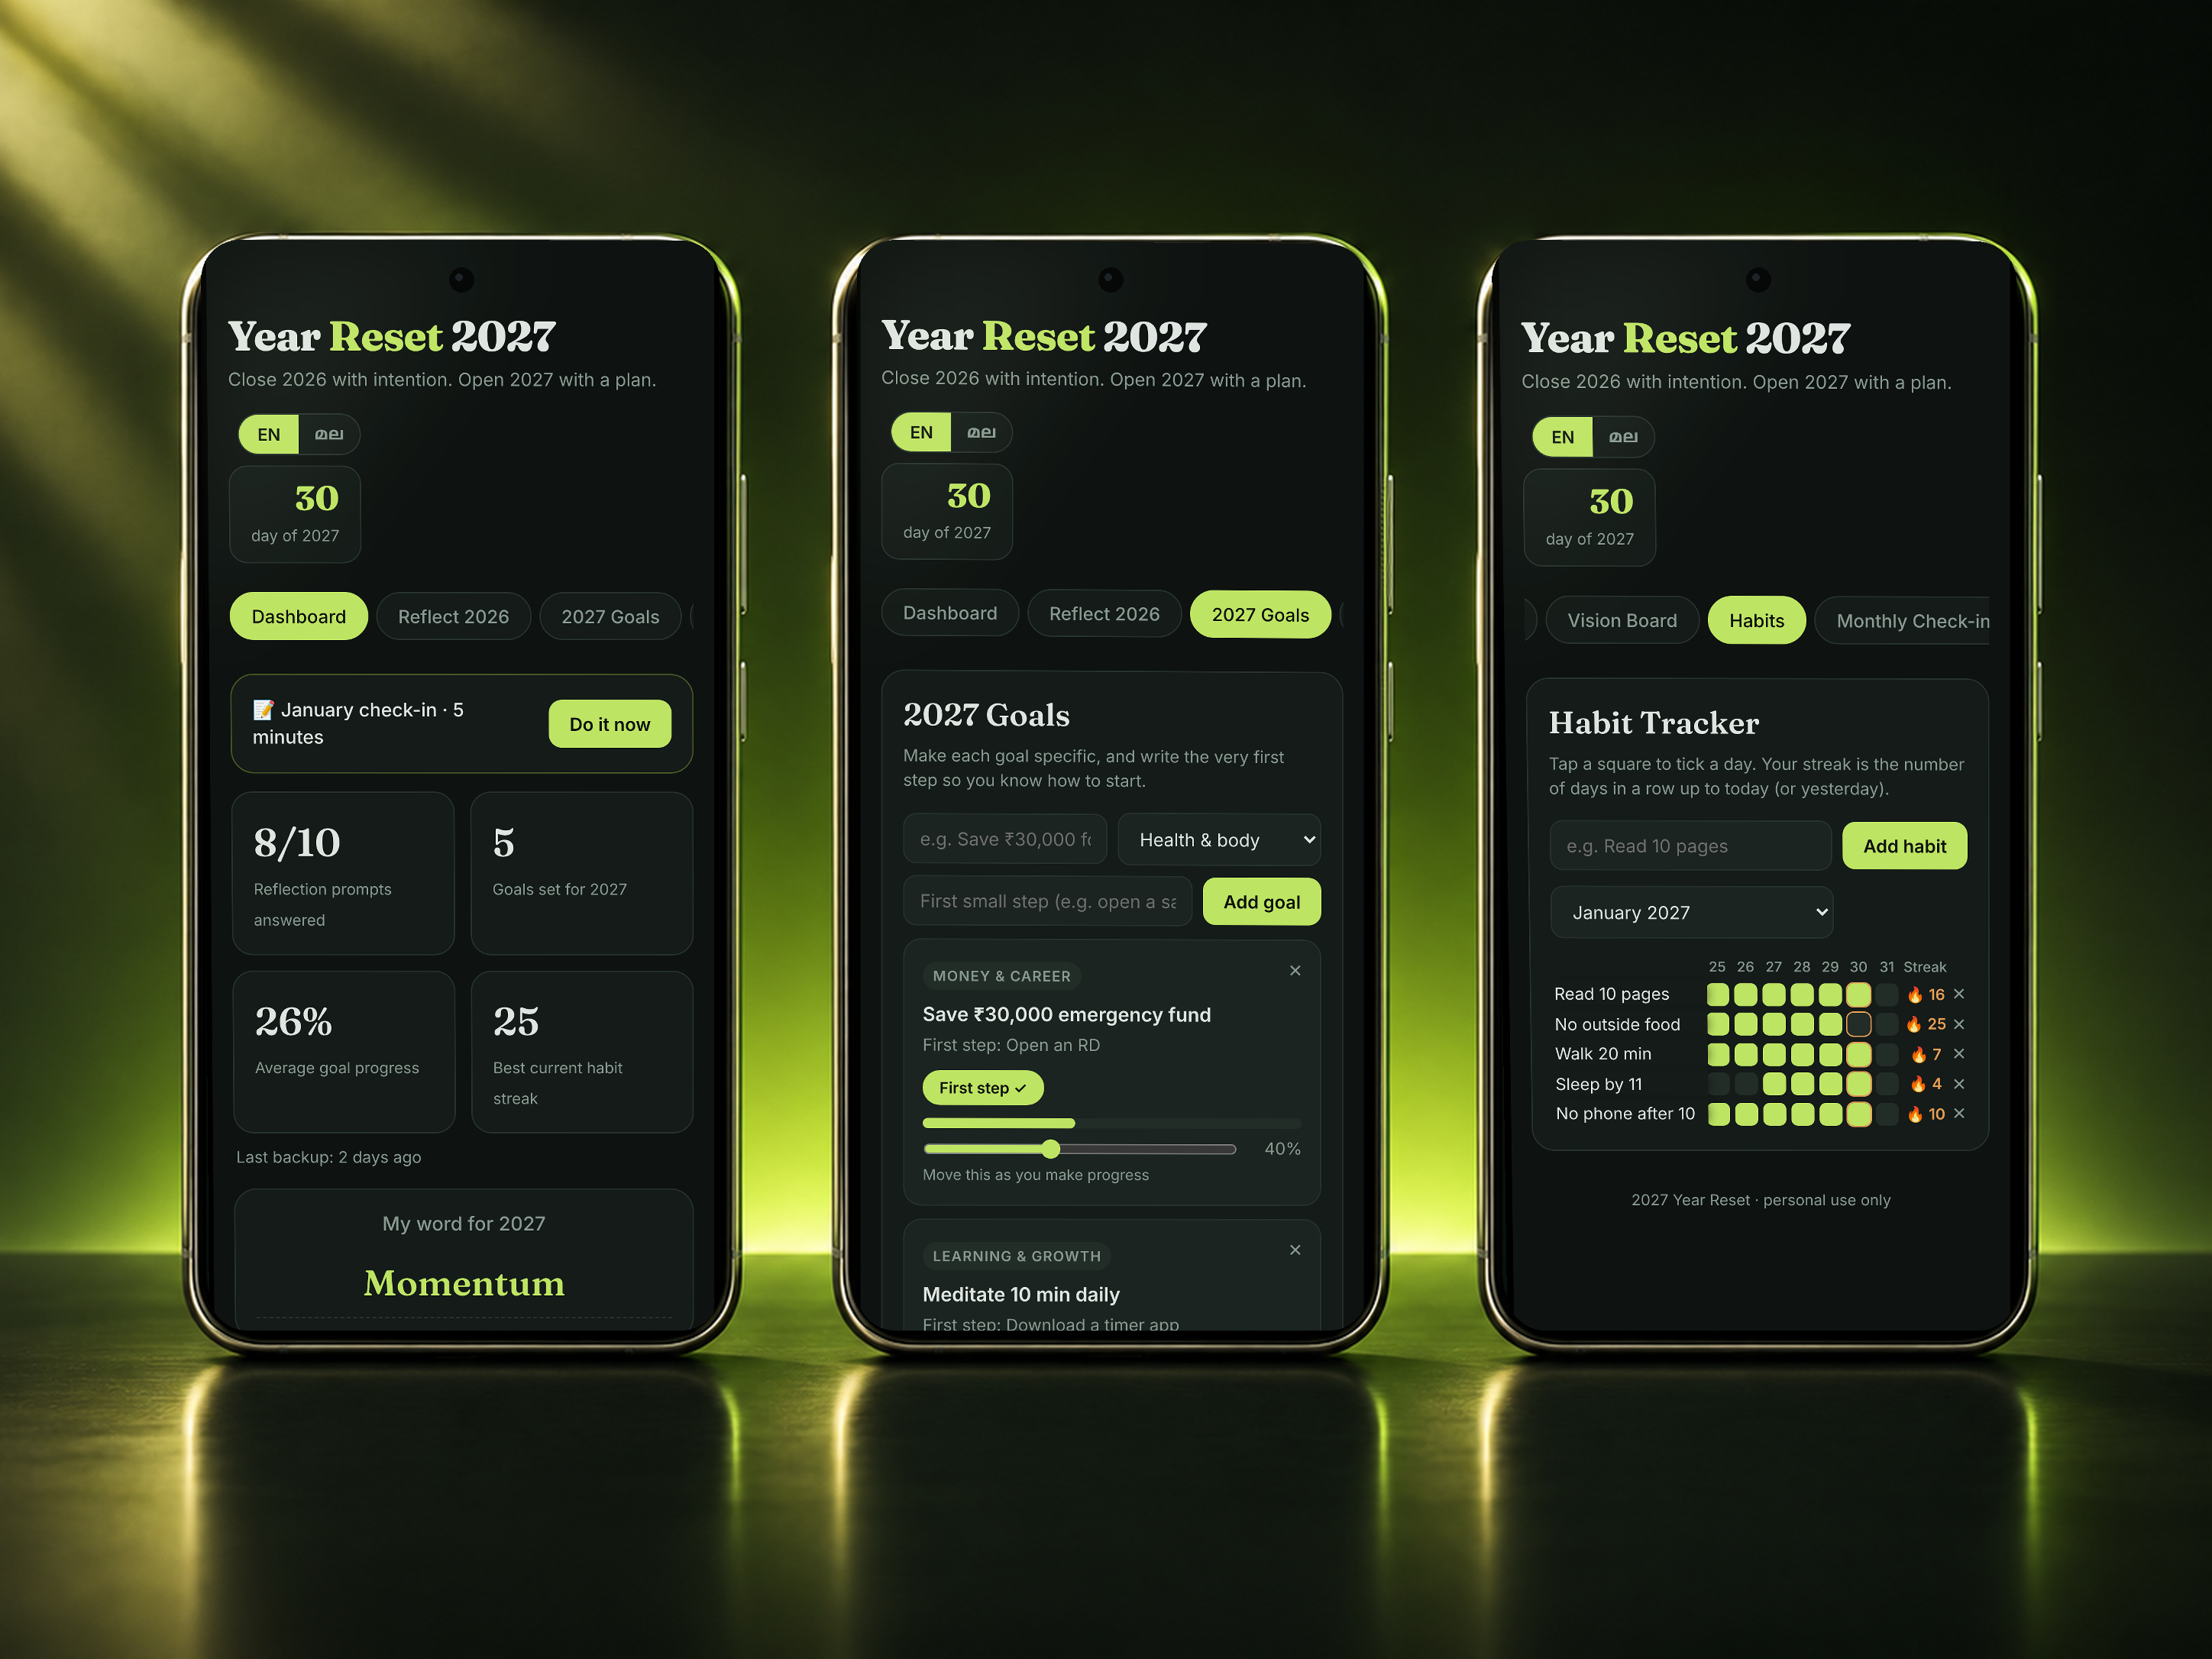 Year Reset 2027
Close 2026 with intention. Open 2027 with a plan.
EN മല
30
day of 2027
Dashboard Reflect 2026 2027 Goals
📝 January check-in · 5
minutes
Do it now
8/10
Reflection prompts
answered
5
Goals set for 2027
26%
Average goal progress
25
Best current habit
streak
Last backup: 2 days ago
My word for 2027
Momentum
Year Reset 2027
Close 2026 with intention. Open 2027 with a plan.
EN മല
30
day of 2027
Dashboard Reflect 2026 2027 Goals
2027 Goals
Make each goal specific, and write the very first
step so you know how to start.
e.g. Save ₹30,000 fo
Health & body
First small step (e.g. open a sa
Add goal
MONEY & CAREER ×
Save ₹30,000 emergency fund
First step: Open an RD
First step ✓
40%
Move this as you make progress
LEARNING & GROWTH ×
Meditate 10 min daily
First step: Download a timer app
Year Reset 2027
Close 2026 with intention. Open 2027 with a plan.
EN മല
30
day of 2027
Vision Board Habits Monthly Check-in
Habit Tracker
Tap a square to tick a day. Your streak is the number
of days in a row up to today (or yesterday).
e.g. Read 10 pages
Add habit
January 2027
25 26 27 28 29 30 31 Streak
Read 10 pages 🔥 16 ×
No outside food 🔥 25 ×
Walk 20 min 🔥 7 ×
Sleep by 11 🔥 4 ×
No phone after 10 🔥 10 ×
2027 Year Reset · personal use only